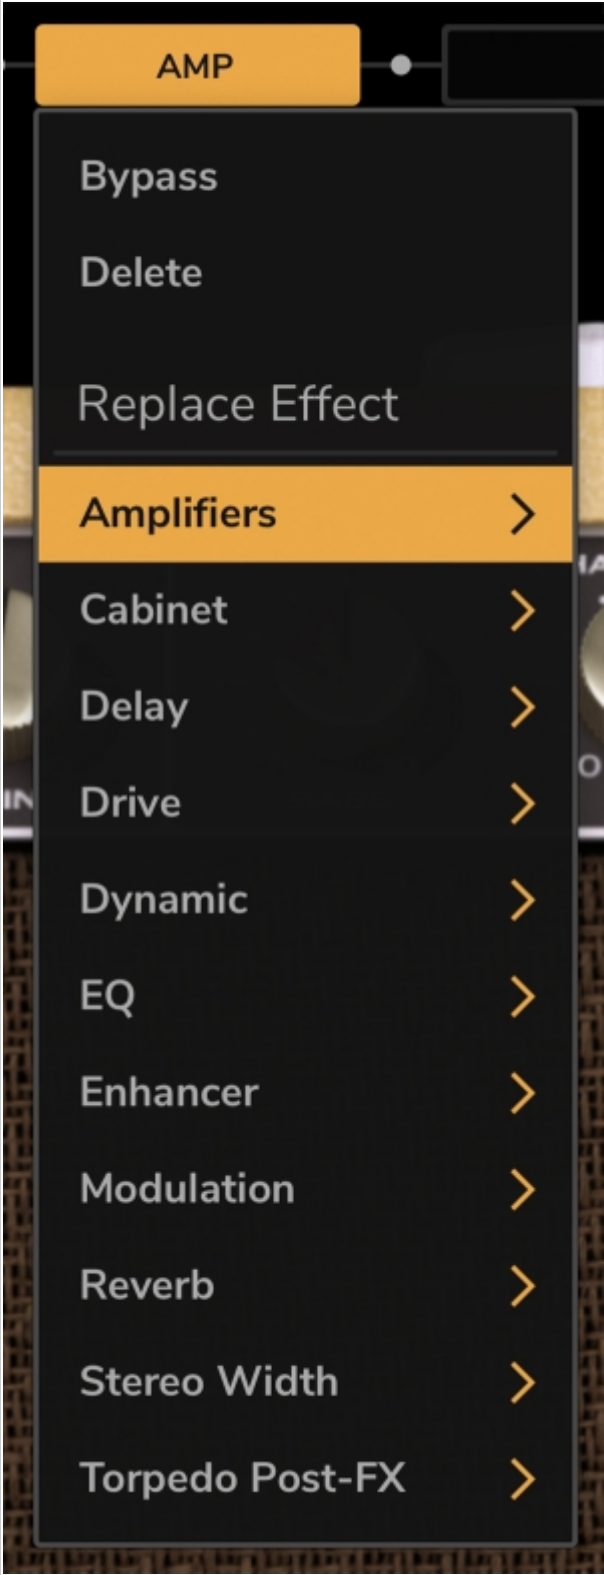 AMP
Bypass
Delete
Replace Effect
Amplifiers
Cabinet
Delay
Drive
Dynamic
EQ
Enhancer
Modulation
Reverb
Stereo Width
Torpedo Post-FX